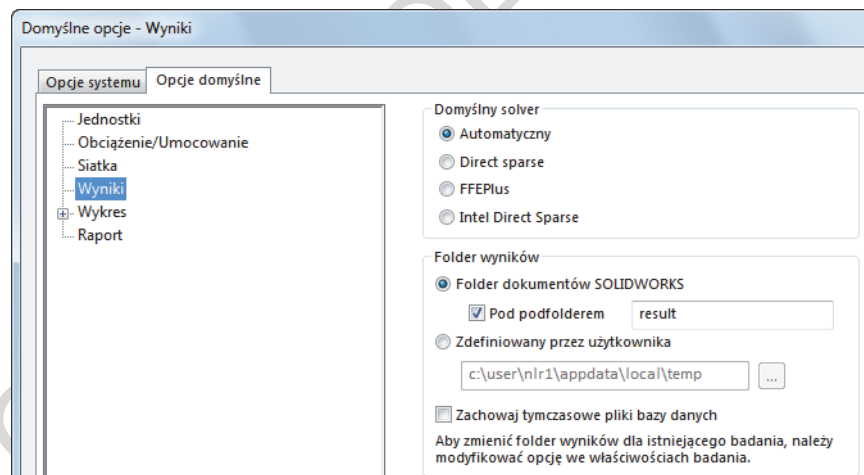 Domyślne opcje - Wyniki
Opcje systemu
Opcje domyślne
Jednostki
Obciążenie/Umocowanie
Siatka
Wyniki
Wykres
Raport
Domyślny solver
Automatyczny
Direct sparse
FFEPlus
Intel Direct Sparse
Folder wyników
Folder dokumentów SOLIDWORKS
Pod podfolderem
result
Zdefiniowany przez użytkownika
c:\user\nlr1\appdata\local\temp
...
Zachowaj tymczasowe pliki bazy danych
Aby zmienić folder wyników dla istniejącego badania, należy
modyfikować opcję we właściwościach badania.